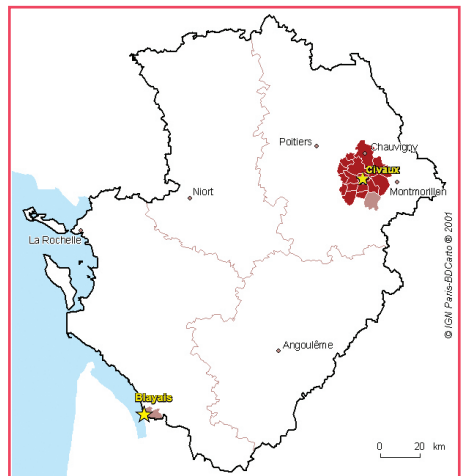 Poitiers
Chauvigny
Civaux
Montmorillon
Niort
La Rochelle
Angoulême
Blayais
0 20 km
© IGN Paris-BDCarto © 2001